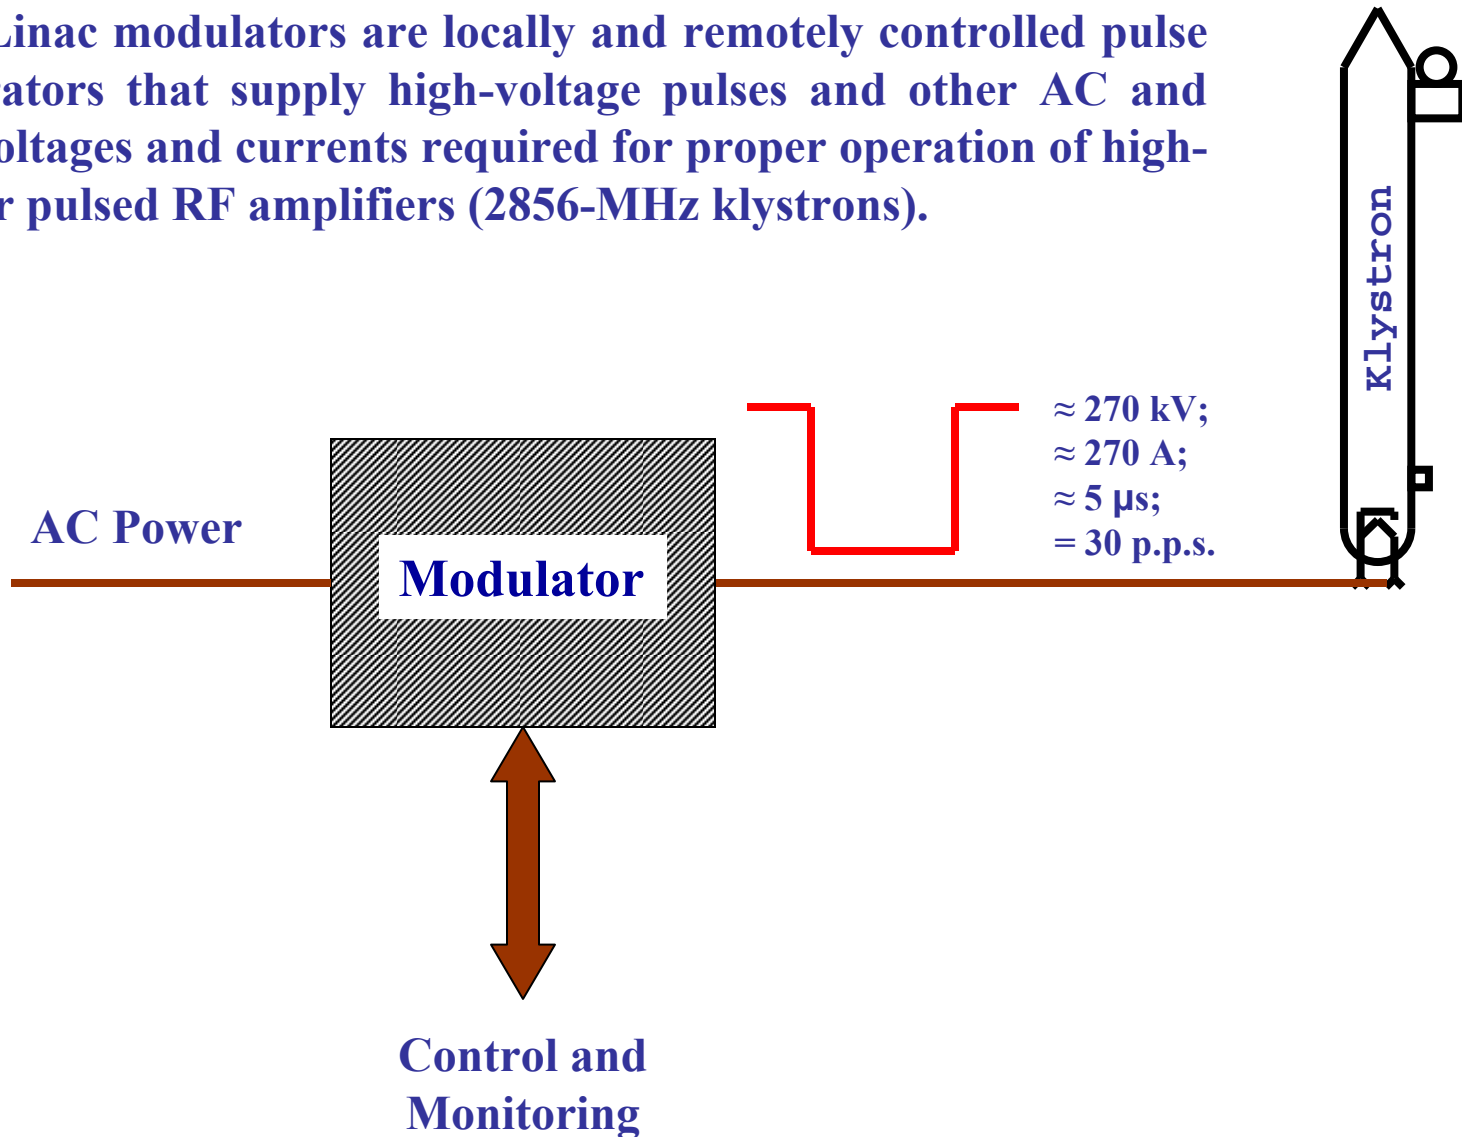 Linac modulators are locally and remotely controlled pulse
rators that supply high-voltage pulses and other AC and
oltages and currents required for proper operation of high-
r pulsed RF amplifiers (2856-MHz klystrons).
Klystron
≈ 270 kV;
≈ 270 A;
≈ 5 µs;
= 30 p.p.s.
AC Power
Modulator
Control and
Monitoring